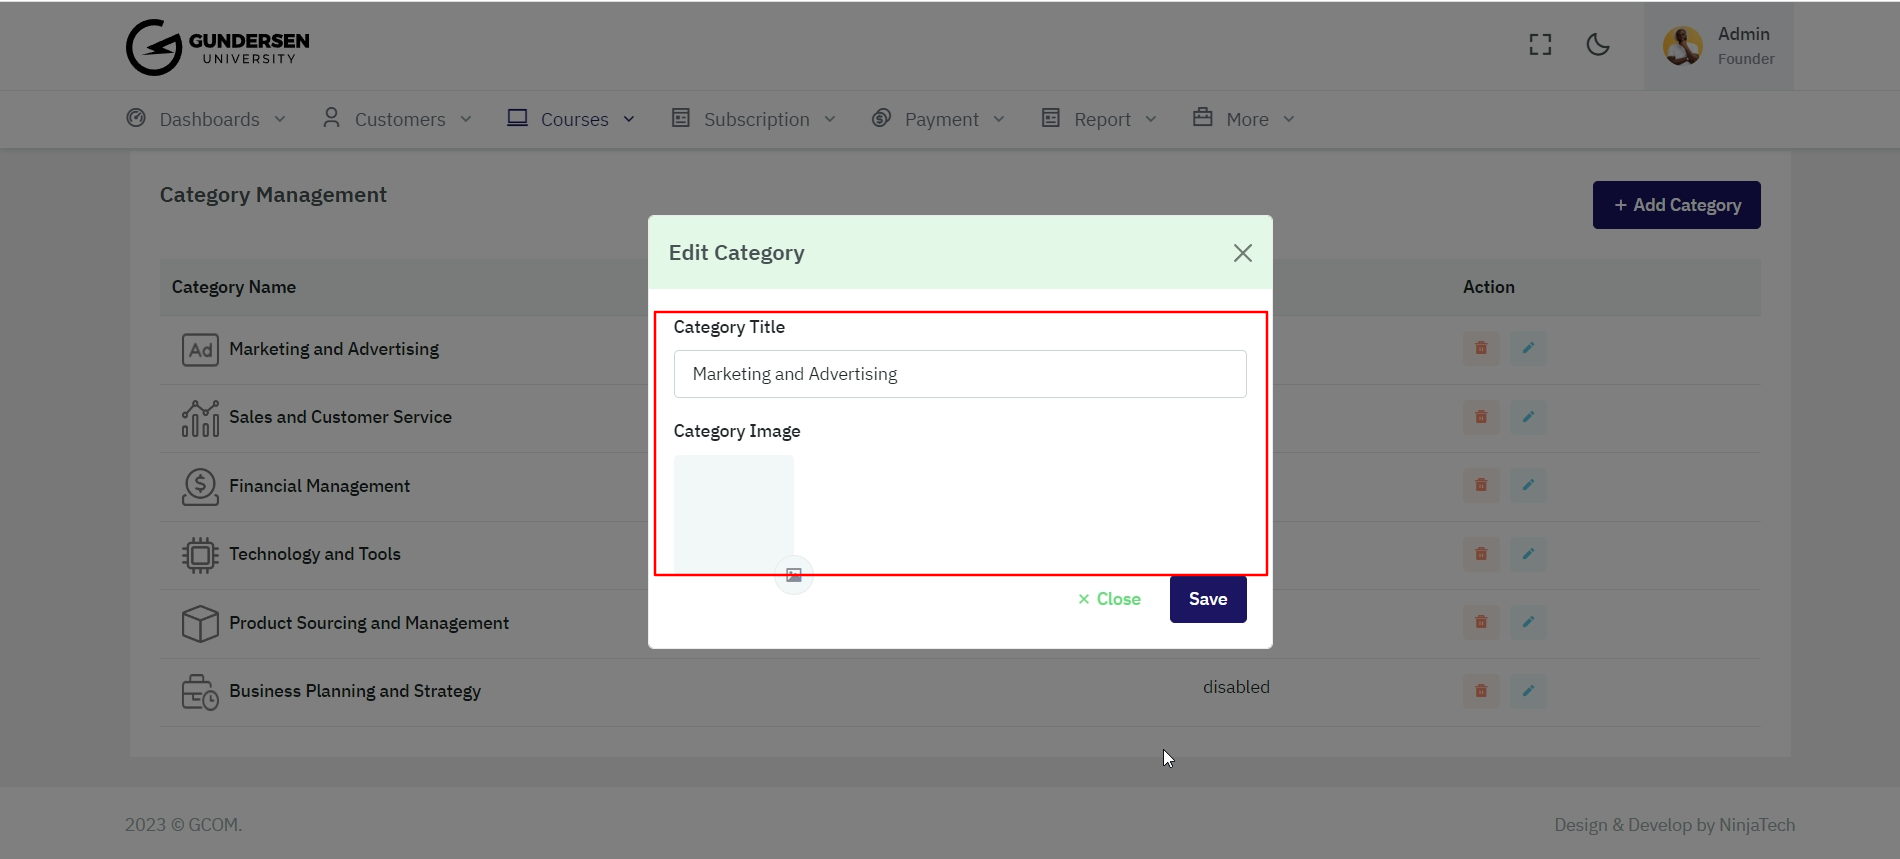 GUNDERSEN
UNIVERSITY
Admin
Founder
Dashboards
Customers
Courses
Subscription
Payment
Report
More
Category Management
+ Add Category
Category Name
Action
Ad
Marketing and Advertising
Sales and Customer Service
Financial Management
Technology and Tools
Product Sourcing and Management
Business Planning and Strategy
disabled
Edit Category
Category Title
Marketing and Advertising
Category Image
× Close
Save
2023 © GCOM.
Design & Develop by NinjaTech